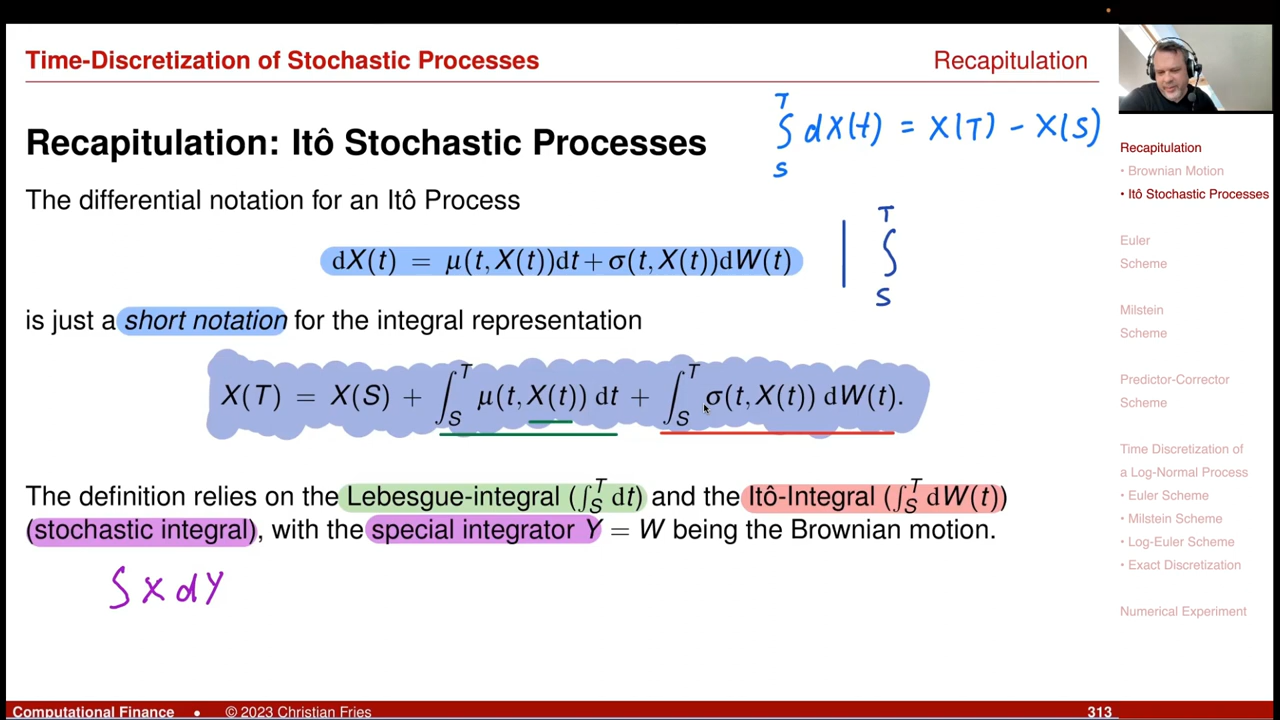 Time-Discretization of Stochastic Processes
Recapitulation
Recapitulation: Itô Stochastic Processes
∫_S^T dX(t) = X(T) - X(S)
The differential notation for an Itô Process
dX(t) = μ(t,X(t))dt+σ(t,X(t))dW(t) | ∫_S^T
is just a short notation for the integral representation
X(T) = X(S) + ∫_S^T μ(t,X(t)) dt + ∫_S^T σ(t,X(t)) dW(t).
The definition relies on the Lebesgue-integral (∫_S^T dt) and the Itô-Integral (∫_S^T dW(t))
(stochastic integral), with the special integrator Y = W being the Brownian motion.
∫ X dY
Recapitulation
• Brownian Motion
• Itô Stochastic Processes
Euler
Scheme
Milstein
Scheme
Predictor-Corrector
Scheme
Time Discretization of
a Log-Normal Process
• Euler Scheme
• Milstein Scheme
• Log-Euler Scheme
• Exact Discretization
Numerical Experiment
Computational Finance • © 2023 Christian Fries
313